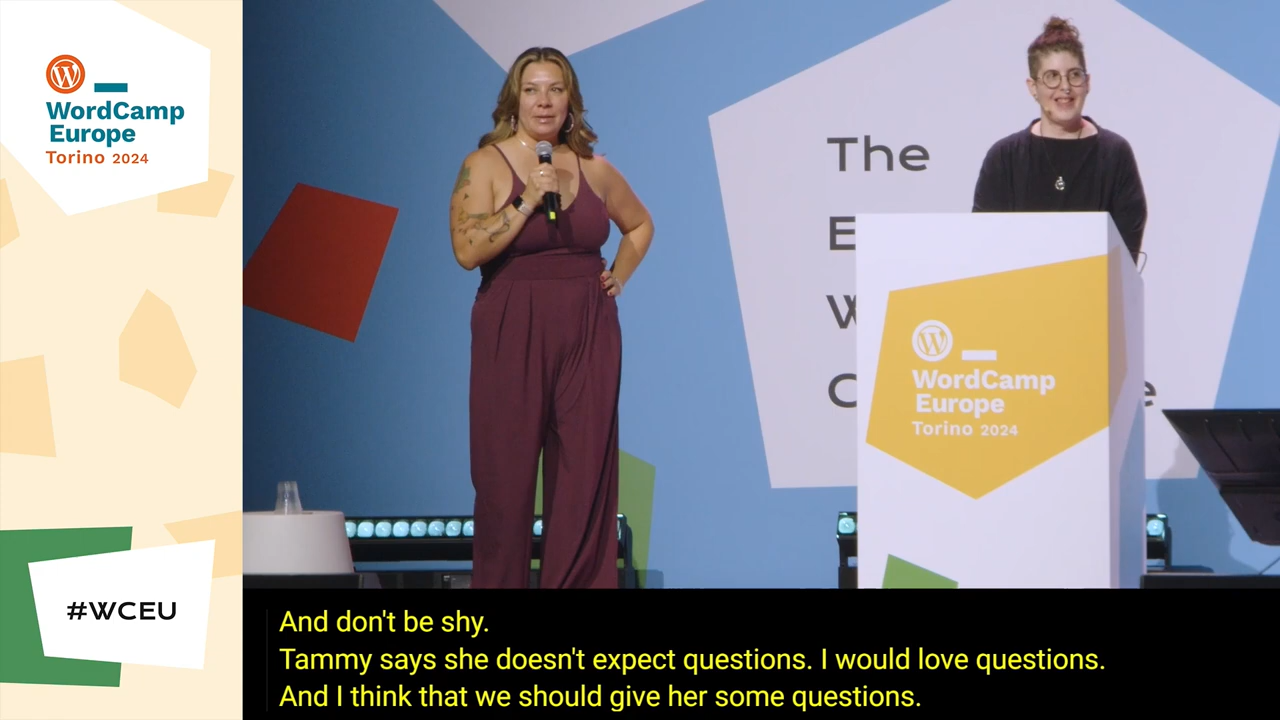 WordCamp
Europe
Torino 2024
The
E
W
WordCamp
Europe
Torino 2024
#WCEU
And don't be shy.
Tammy says she doesn't expect questions. I would love questions.
And I think that we should give her some questions.